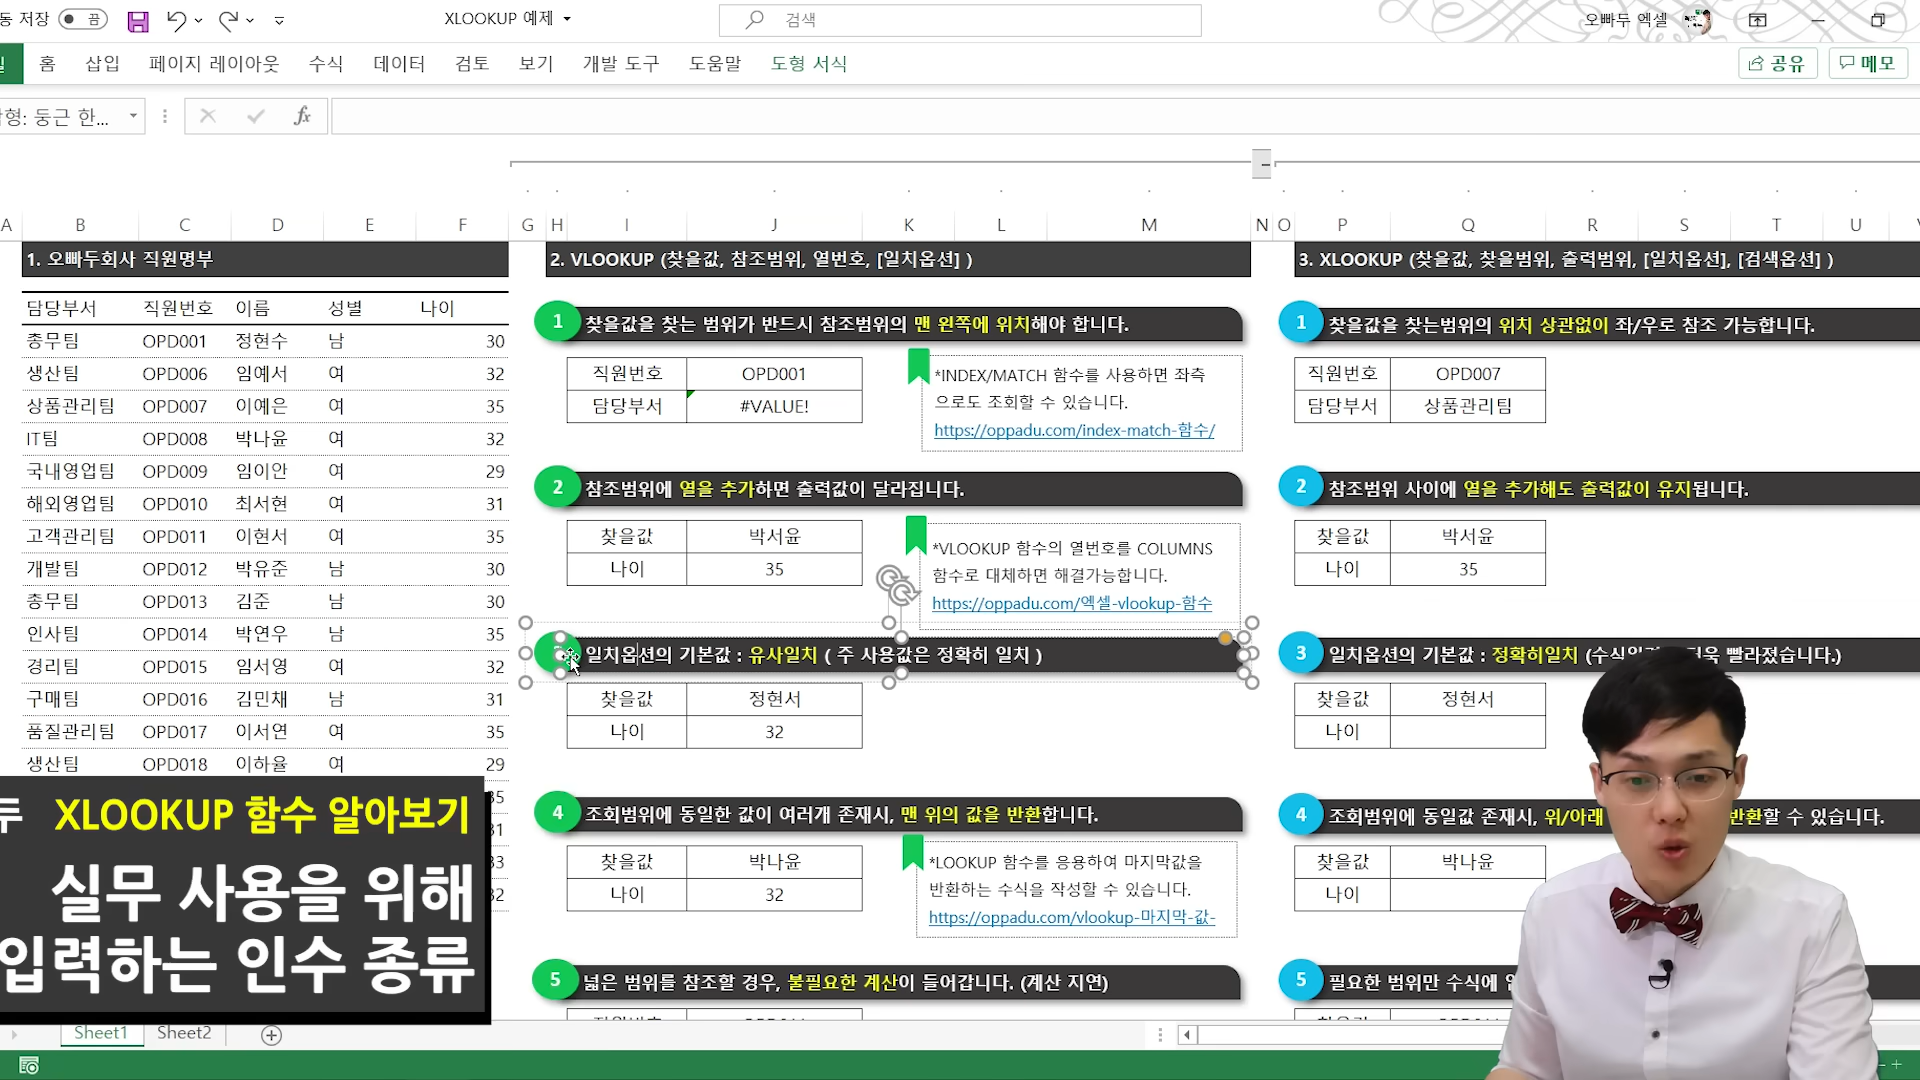 동 저장 끔
XLOOKUP 예제
검색
오빠두 엑셀
홈 삽입 페이지 레이아웃 수식 데이터 검토 보기 개발 도구 도움말 도형 서식
공유 메모
형: 둥근 한... fx
A B C D E F G H I J K L M N O P Q R S T U
1. 오빠두회사 직원명부
담당부서 직원번호 이름 성별 나이
총무팀 OPD001 정현수 남 30
생산팀 OPD006 임예서 여 32
상품관리팀 OPD007 이예은 여 35
IT팀 OPD008 박나윤 여 32
국내영업팀 OPD009 임이안 여 29
해외영업팀 OPD010 최서현 여 31
고객관리팀 OPD011 이현서 여 35
개발팀 OPD012 박유준 남 30
총무팀 OPD013 김준 남 30
인사팀 OPD014 박연우 남 35
경리팀 OPD015 임서영 여 32
구매팀 OPD016 김민채 남 31
품질관리팀 OPD017 이서연 여 35
생산팀 OPD018 이하율 여 29
2. VLOOKUP (찾을값, 참조범위, 열번호, [일치옵션] )
1 찾을값을 찾는 범위가 반드시 참조범위의 맨 왼쪽에 위치해야 합니다.
직원번호 OPD001
담당부서 #VALUE!
*INDEX/MATCH 함수를 사용하면 좌측
으로도 조회할 수 있습니다.
https://oppadu.com/index-match-함수/
2 참조범위에 열을 추가하면 출력값이 달라집니다.
찾을값 박서윤
나이 35
*VLOOKUP 함수의 열번호를 COLUMNS
함수로 대체하면 해결가능합니다.
https://oppadu.com/엑셀-vlookup-함수
일치옵션의 기본값 : 유사일치 ( 주 사용값은 정확히 일치 )
찾을값 정현서
나이 32
4 조회범위에 동일한 값이 여러개 존재시, 맨 위의 값을 반환합니다.
찾을값 박나윤
나이 32
*LOOKUP 함수를 응용하여 마지막값을
반환하는 수식을 작성할 수 있습니다.
https://oppadu.com/vlookup-마지막-값-
5 넓은 범위를 참조할 경우, 불필요한 계산이 들어갑니다. (계산 지연)
3. XLOOKUP (찾을값, 찾을범위, 출력범위, [일치옵션], [검색옵션] )
1 찾을값을 찾는범위의 위치 상관없이 좌/우로 참조 가능합니다.
직원번호 OPD007
담당부서 상품관리팀
2 참조범위 사이에 열을 추가해도 출력값이 유지됩니다.
찾을값 박서윤
나이 35
3 일치옵션의 기본값 : 정확히일치 빨라졌습니다.)
찾을값 정현서
나이
4 조회범위에 동일값 존재시, 위/아래 반환할 수 있습니다.
찾을값 박나윤
나이
5 필요한 범위만 수식에
두 XLOOKUP 함수 알아보기
실무 사용을 위해
입력하는 인수 종류
Sheet1 Sheet2